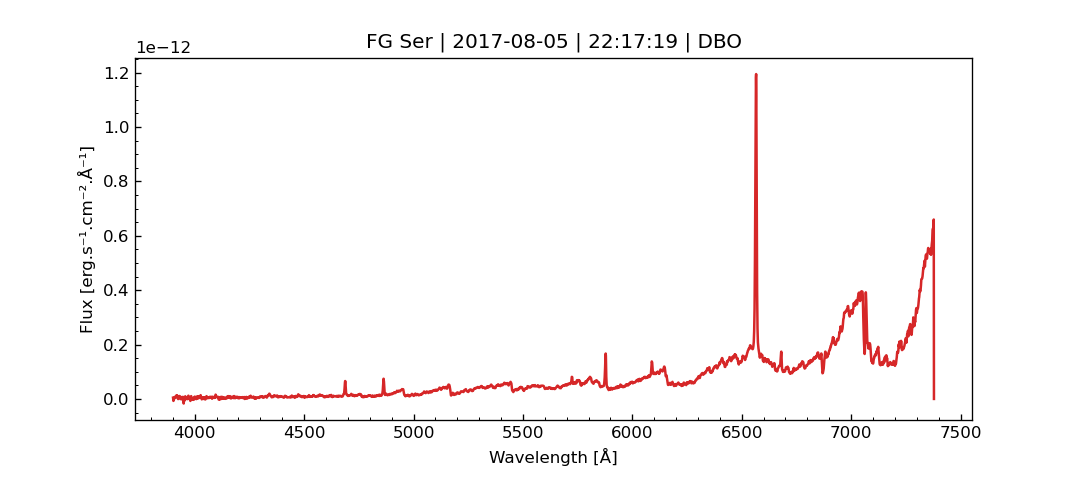 FG Ser | 2017-08-05 | 22:17:19 | DBO
1e−12
1.2
1.0
0.8
0.6
0.4
0.2
0.0
Flux [erg.s⁻¹.cm⁻².Å⁻¹]
4000 4500 5000 5500 6000 6500 7000 7500
Wavelength [Å]